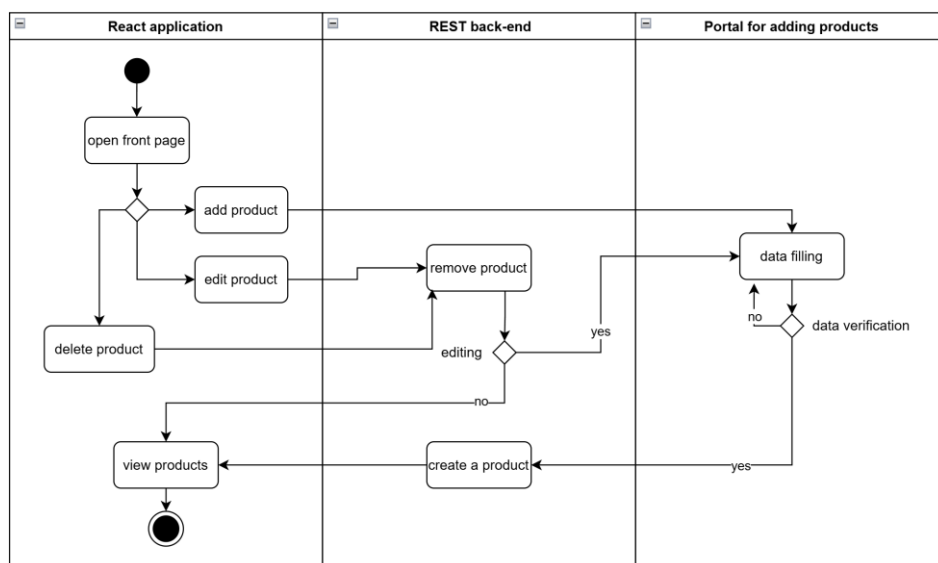 React application
REST back-end
Portal for adding products
open front page
add product
edit product
remove product
data filling
no
data verification
delete product
editing
yes
no
view products
create a product
yes